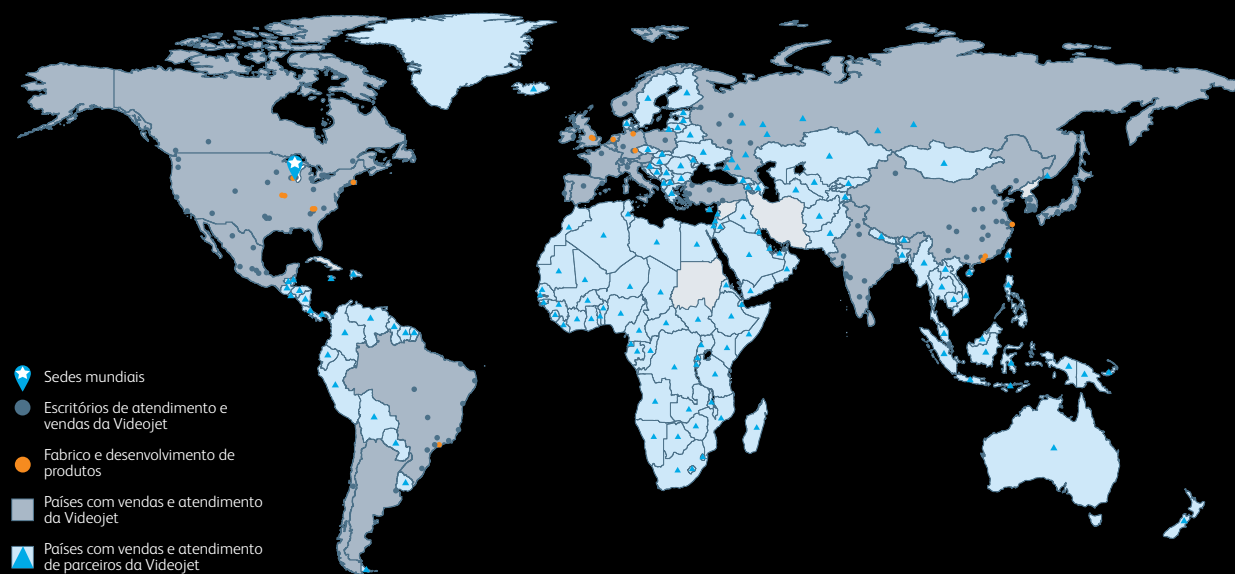 Sedes mundiais
Escritórios de atendimento e
vendas da Videojet
Fabrico e desenvolvimento de
produtos
Países com vendas e atendimento
da Videojet
Países com vendas e atendimento
de parceiros da Videojet